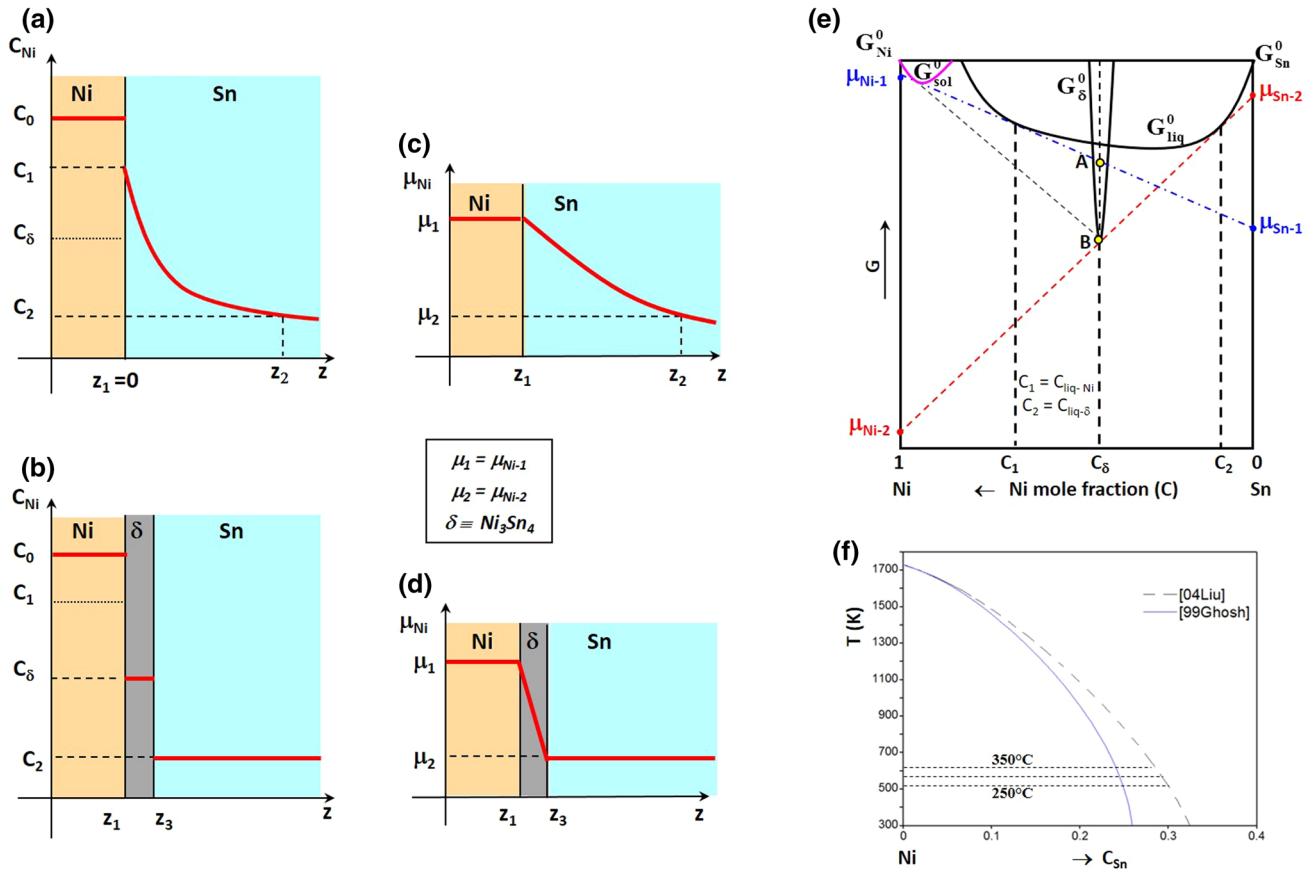 (a)
C_Ni
Ni
Sn
C_0
C_1
C_δ
C_2
z_1 =0
z_2
z
(b)
C_Ni
Ni
δ
Sn
C_0
C_1
C_δ
C_2
z_1
z_3
z
(c)
μ_Ni
Ni
Sn
μ_1
μ_2
z_1
z_2
z
μ_1 = μ_Ni-1
μ_2 = μ_Ni-2
δ ≡ Ni_3Sn_4
(d)
μ_Ni
Ni
δ
Sn
μ_1
μ_2
z_1
z_3
z
(e)
G^0_Ni
G^0_Sn
μ_Ni-1
G^0_sol
G^0_δ
μ_Sn-2
G^0_liq
A
μ_Sn-1
B
G
C_1 = C_liq-Ni
C_2 = C_liq-δ
μ_Ni-2
1
C_1
C_δ
C_2
0
Ni
← Ni mole fraction (C)
Sn
(f)
T (K)
1700
1500
1300
1100
900
700
500
300
[04Liu]
[99Ghosh]
350°C
250°C
0
0.1
0.2
0.3
0.4
Ni
→ C_Sn